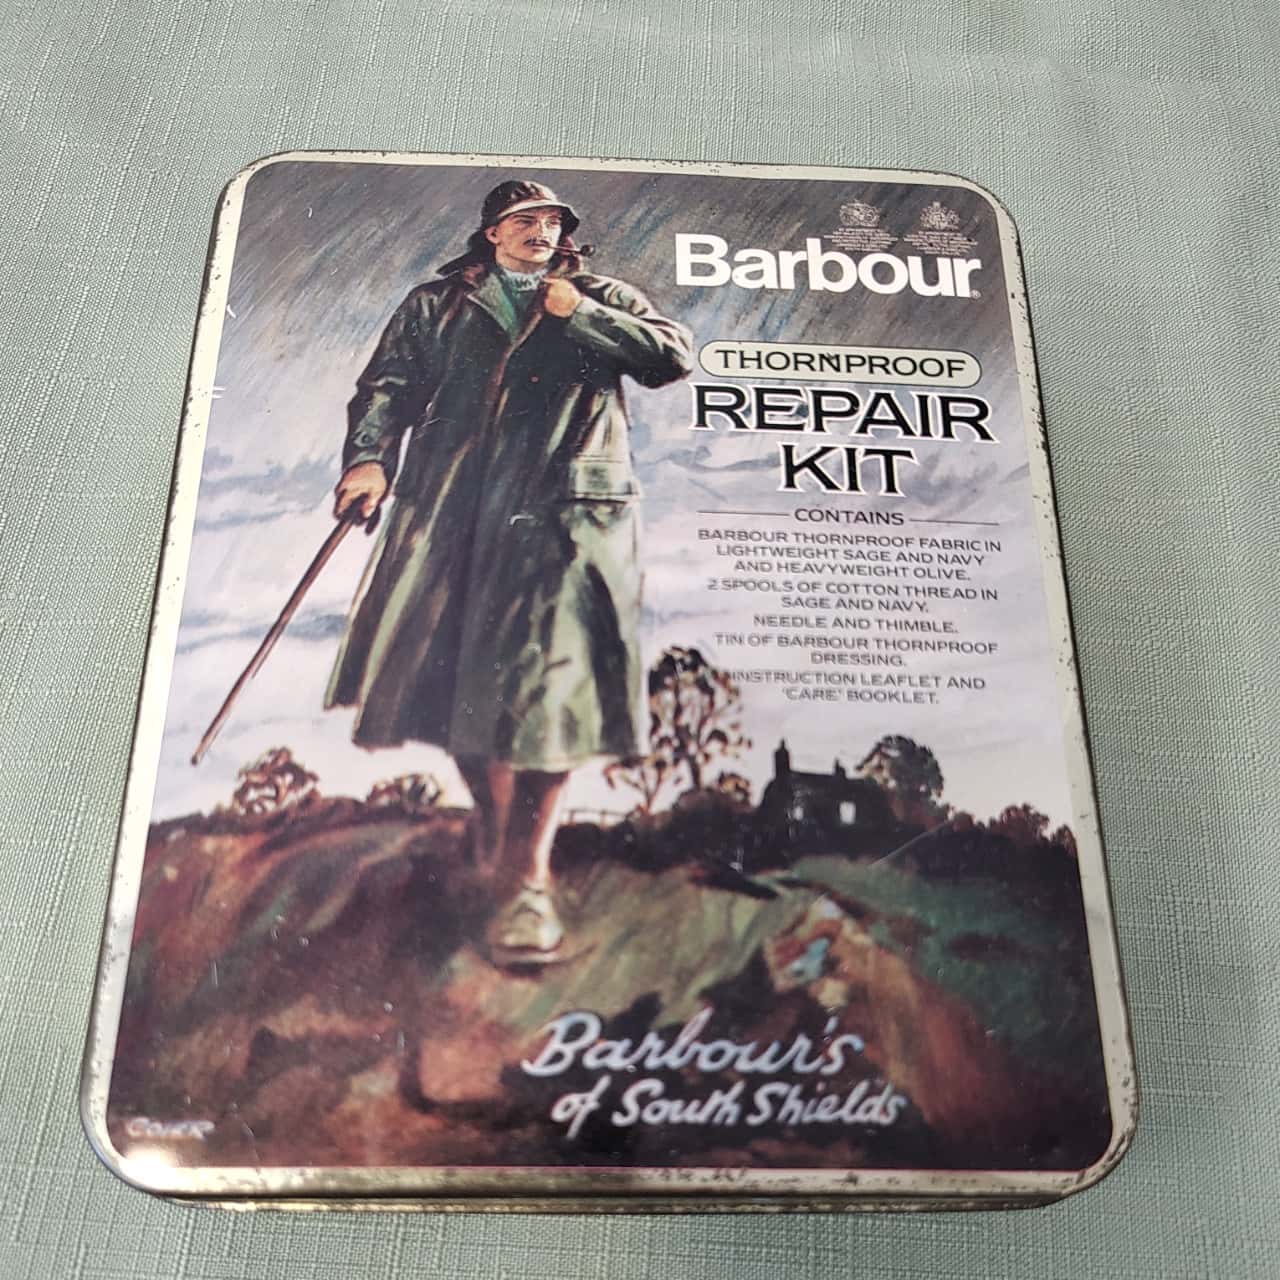 Barbour®
THORNPROOF
REPAIR
KIT
CONTAINS
BARBOUR THORNPROOF FABRIC IN
LIGHTWEIGHT SAGE AND NAVY
AND HEAVYWEIGHT OLIVE.
2 SPOOLS OF COTTON THREAD IN
SAGE AND NAVY.
NEEDLE AND THIMBLE.
TIN OF BARBOUR THORNPROOF
DRESSING.
INSTRUCTION LEAFLET AND
'CARE' BOOKLET.
Barbour's
of South Shields